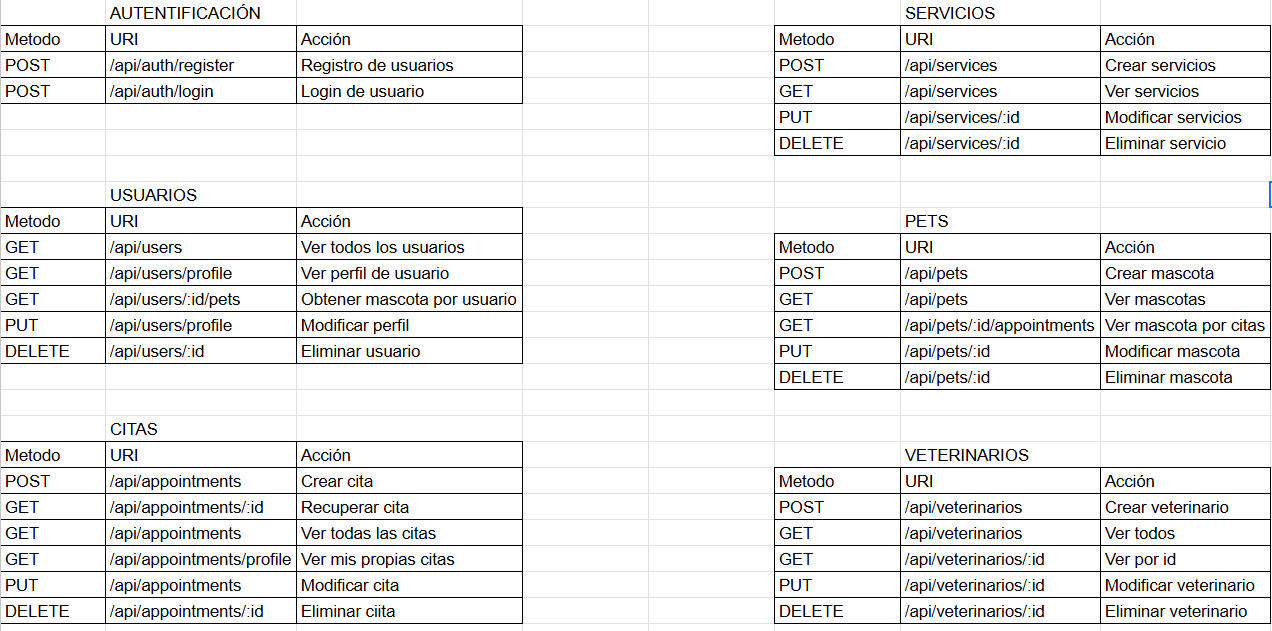 AUTENTIFICACIÓN
Metodo URI Acción
POST /api/auth/register Registro de usuarios
POST /api/auth/login Login de usuario
USUARIOS
Metodo URI Acción
GET /api/users Ver todos los usuarios
GET /api/users/profile Ver perfil de usuario
GET /api/users/:id/pets Obtener mascota por usuario
PUT /api/users/profile Modificar perfil
DELETE /api/users/:id Eliminar usuario
CITAS
Metodo URI Acción
POST /api/appointments Crear cita
GET /api/appointments/:id Recuperar cita
GET /api/appointments Ver todas las citas
GET /api/appointments/profile Ver mis propias citas
PUT /api/appointments Modificar cita
DELETE /api/appointments/:id Eliminar ciita
SERVICIOS
Metodo URI Acción
POST /api/services Crear servicios
GET /api/services Ver servicios
PUT /api/services/:id Modificar servicios
DELETE /api/services/:id Eliminar servicio
PETS
Metodo URI Acción
POST /api/pets Crear mascota
GET /api/pets Ver mascotas
GET /api/pets/:id/appointments Ver mascota por citas
PUT /api/pets/:id Modificar mascota
DELETE /api/pets/:id Eliminar mascota
VETERINARIOS
Metodo URI Acción
POST /api/veterinarios Crear veterinario
GET /api/veterinarios Ver todos
GET /api/veterinarios/:id Ver por id
PUT /api/veterinarios/:id Modificar veterinario
DELETE /api/veterinarios/:id Eliminar veterinario